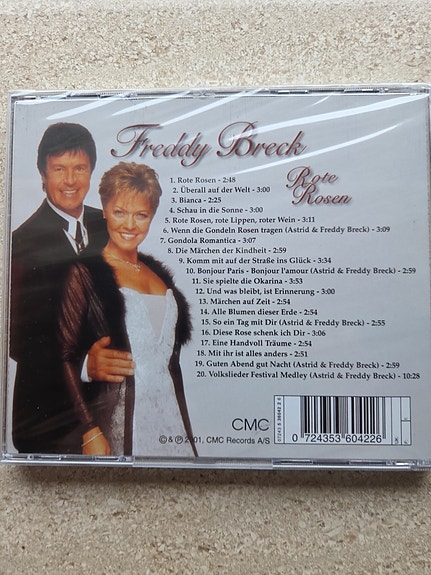 Freddy Breck
Rote
Rosen
1. Rote Rosen - 2:48
2. Überall auf der Welt - 3:00
3. Bianca - 2:25
4. Schau in die Sonne - 3:00
5. Rote Rosen, rote Lippen, roter Wein - 3:11
6. Wenn die Gondeln Rosen tragen (Astrid & Freddy Breck) - 3:09
7. Gondola Romantica - 3:07
8. Die Märchen der Kindheit - 2:59
9. Komm mit auf der Straße ins Glück - 3:34
10. Bonjour Paris - Bonjour l'amour (Astrid & Freddy Breck) - 2:59
11. Sie spielte die Okarina - 3:53
12. Und was bleibt, ist Erinnerung - 3:00
13. Märchen auf Zeit - 2:54
14. Alle Blumen dieser Erde - 2:54
15. So ein Tag mit Dir (Astrid & Freddy Breck) - 2:55
16. Diese Rose schenk ich Dir - 3:06
17. Eine Handvoll Träume - 2:54
18. Mit ihr ist alles anders - 2:51
19. Guten Abend gut Nacht (Astrid & Freddy Breck) - 2:59
20. Volkslieder Festival Medley (Astrid & Freddy Breck) - 10:28
CMC
© & ℗ 2001, CMC Records A/S
0 724353 604226